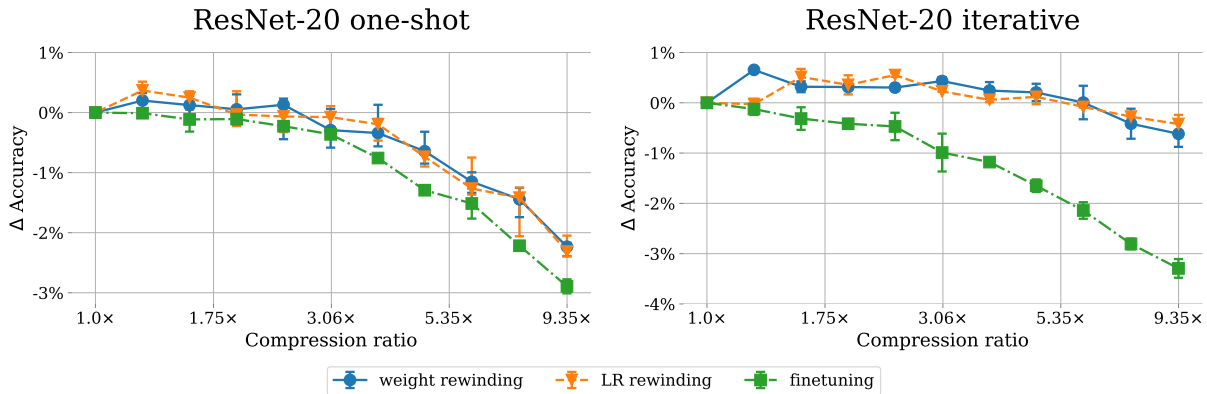 ResNet-20 one-shot
1%
0%
-1%
-2%
-3%
Δ Accuracy
1.0× 1.75× 3.06× 5.35× 9.35×
Compression ratio
ResNet-20 iterative
1%
0%
-1%
-2%
-3%
-4%
Δ Accuracy
1.0× 1.75× 3.06× 5.35× 9.35×
Compression ratio
weight rewinding LR rewinding finetuning